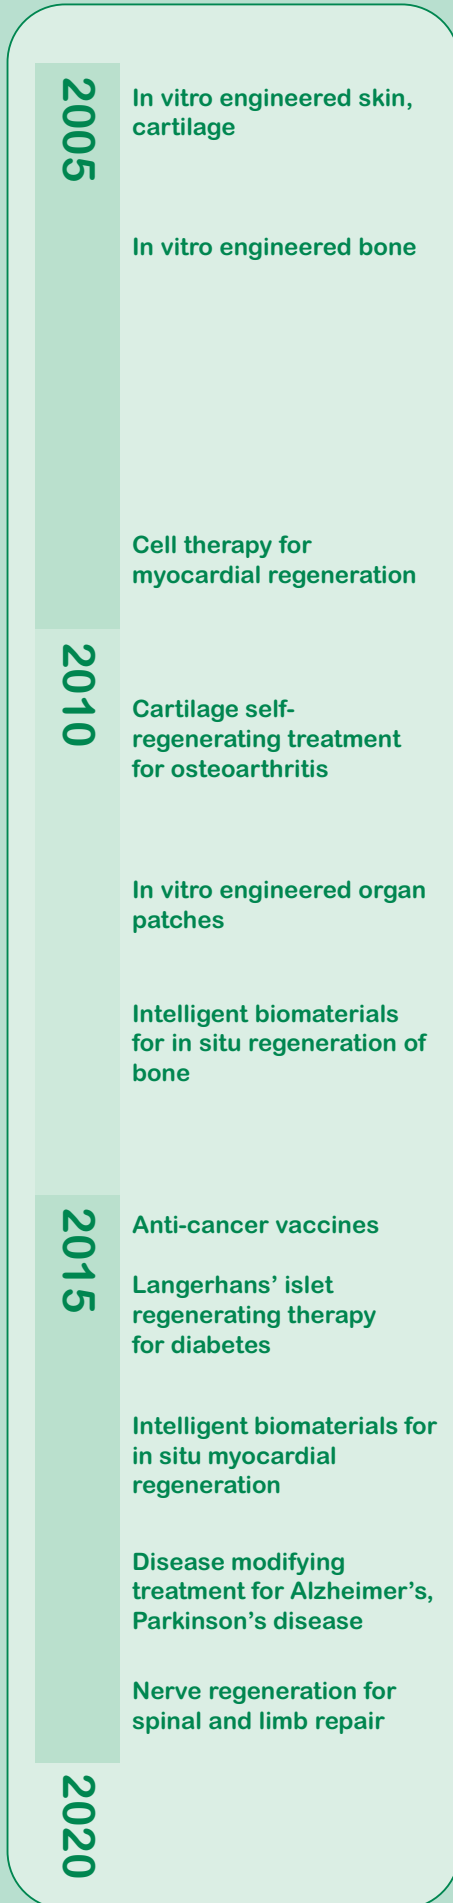 2005
In vitro engineered skin,
cartilage
In vitro engineered bone
Cell therapy for
myocardial regeneration
2010
Cartilage self-
regenerating treatment
for osteoarthritis
In vitro engineered organ
patches
Intelligent biomaterials
for in situ regeneration of
bone
2015
Anti-cancer vaccines
Langerhans’ islet
regenerating therapy
for diabetes
Intelligent biomaterials for
in situ myocardial
regeneration
Disease modifying
treatment for Alzheimer’s,
Parkinson’s disease
Nerve regeneration for
spinal and limb repair
2020